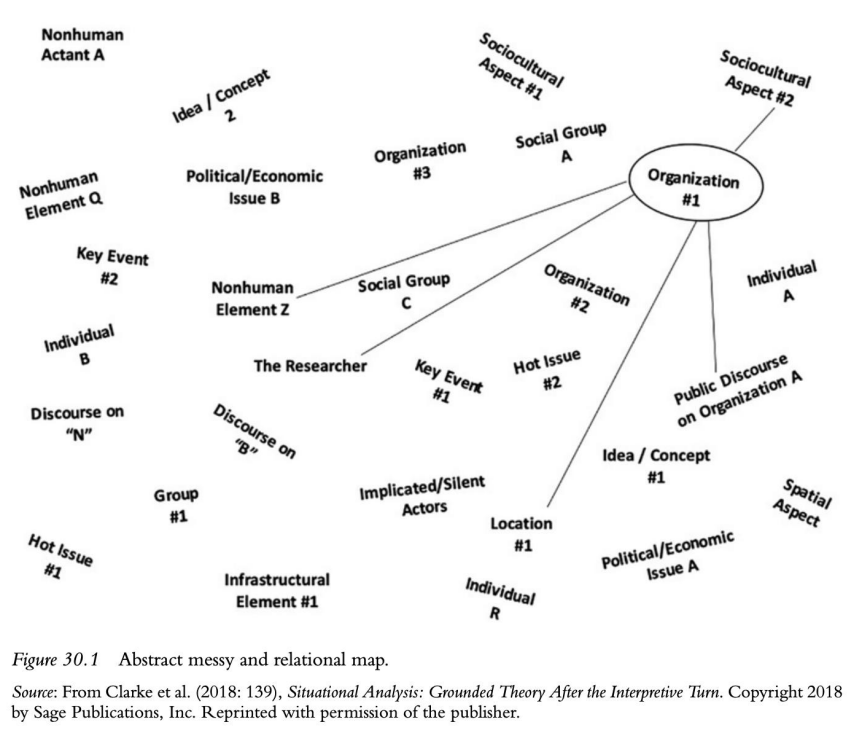 Nonhuman
Actant A
Sociocultural
Aspect #1
Sociocultural
Aspect #2
Idea / Concept
2
Organization
#3
Social Group
A
Nonhuman
Element Q
Political/Economic
Issue B
Organization
#1
Key Event
#2
Nonhuman
Element Z
Social Group
C
Organization
#2
Individual
A
Individual
B
The Researcher
Key Event
#1
Hot Issue
#2
Public Discourse
on Organization A
Discourse on
"N"
Discourse on
"B"
Idea / Concept
#1
Group
#1
Implicated/Silent
Actors
Location
#1
Spatial
Aspect
Hot Issue
#1
Infrastructural
Element #1
Individual
R
Political/Economic
Issue A
Figure 30.1 Abstract messy and relational map.
Source: From Clarke et al. (2018: 139), Situational Analysis: Grounded Theory After the Interpretive Turn. Copyright 2018
by Sage Publications, Inc. Reprinted with permission of the publisher.